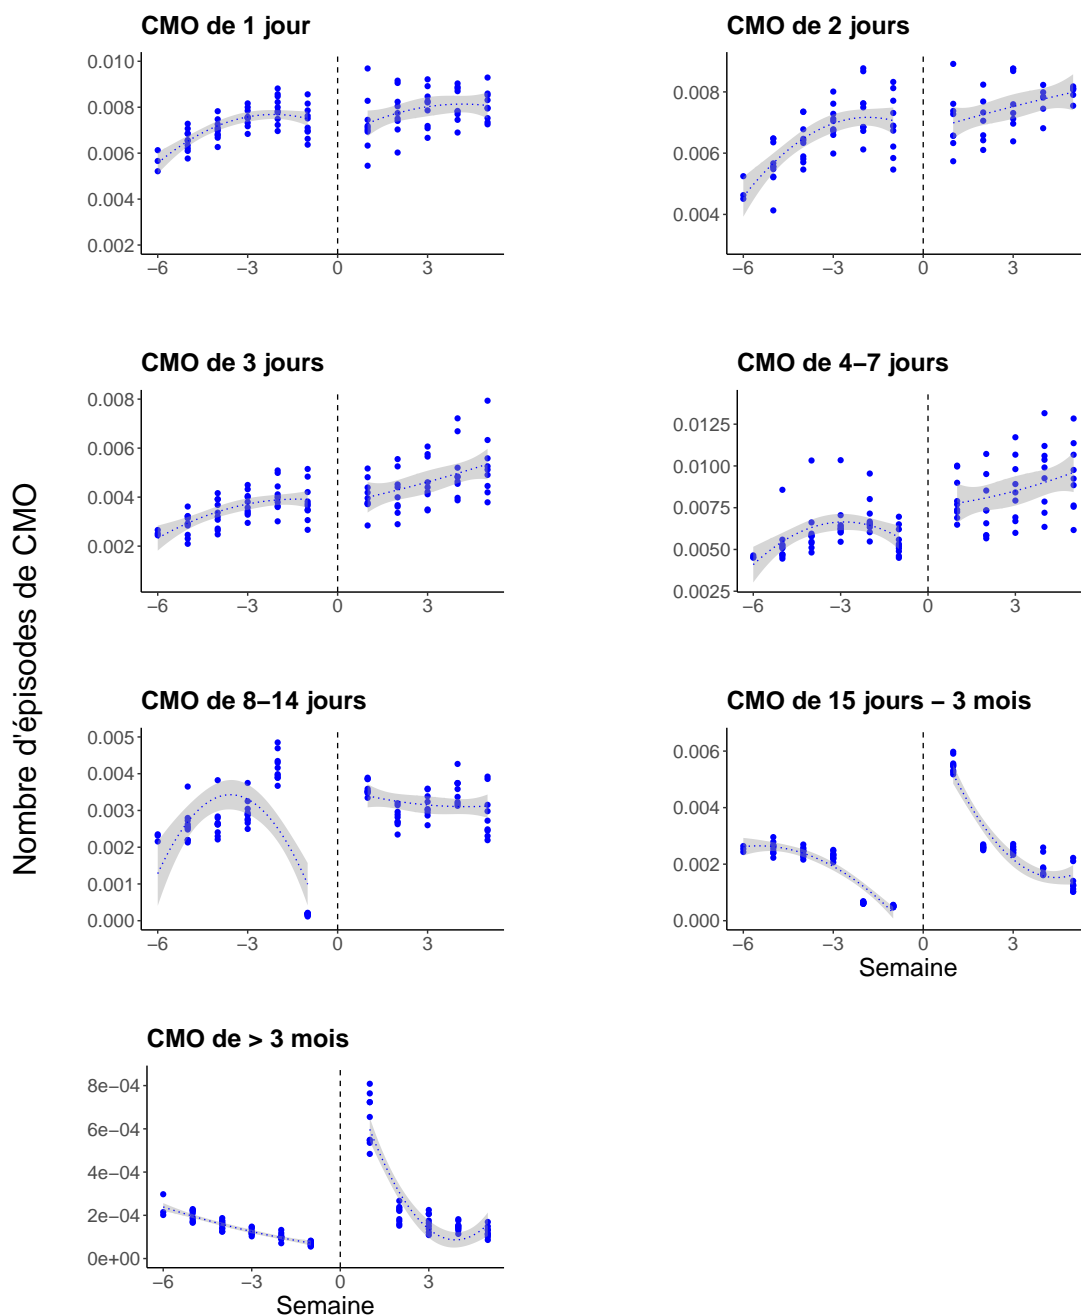 CMO de 1 jour
0.010
0.008
0.006
0.004
0.002
−6 −3 0 3
CMO de 2 jours
0.008
0.006
0.004
−6 −3 0 3
CMO de 3 jours
0.008
0.006
0.004
0.002
CMO de 4−7 jours
0.0125
0.0100
0.0075
0.0050
0.0025
−6 −3 0 3
Nombre d'épisodes de CMO
CMO de 8−14 jours
0.005
0.004
0.003
0.002
0.001
0.000
−6 −3 0 3
CMO de 15 jours − 3 mois
0.006
0.004
0.002
0.000
−6 −3 0 3
Semaine
CMO de > 3 mois
8e−04
6e−04
4e−04
2e−04
0e+00
−6 −3 0 3
Semaine